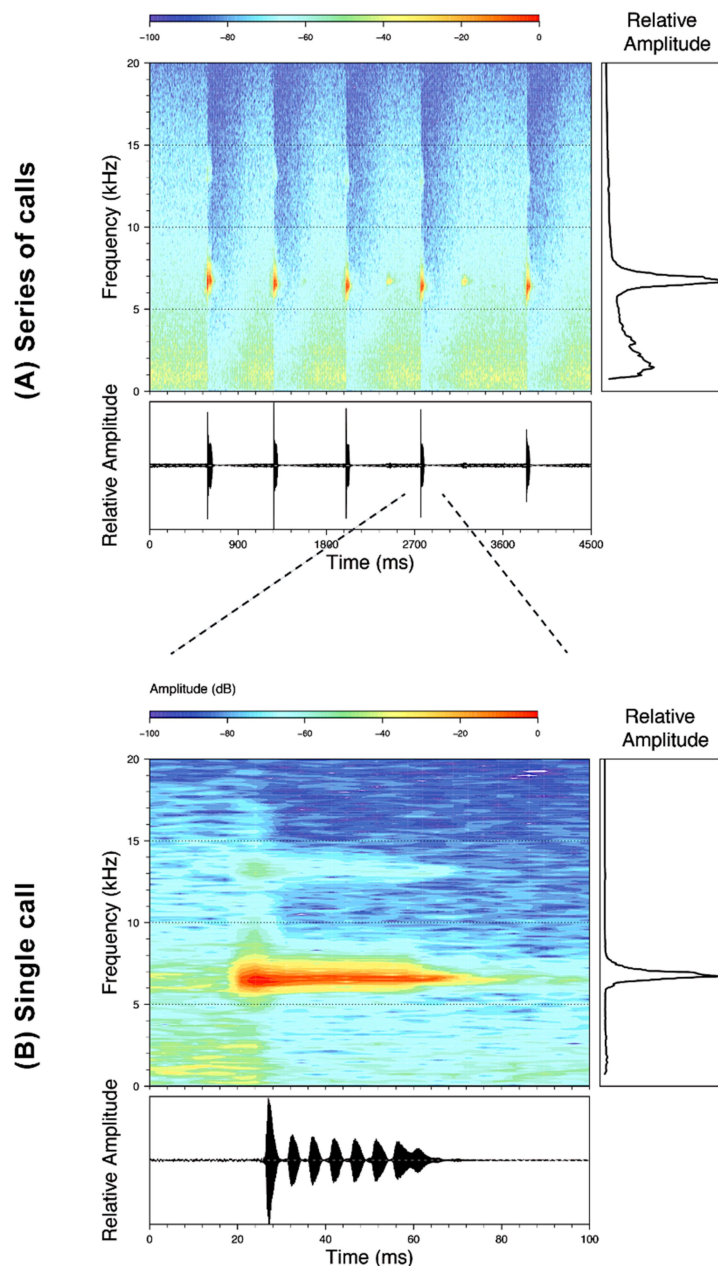 Relative
Amplitude
−100 −80 −60 −40 −20 0
(A) Series of calls
Frequency (kHz)
20
15
10
5
0
Relative Amplitude
0 900 1800 2700 3600 4500
Time (ms)
Amplitude (dB)
Relative
Amplitude
−100 −80 −60 −40 −20 0
(B) Single call
Frequency (kHz)
20
15
10
5
0
Relative Amplitude
0 20 40 60 80 100
Time (ms)